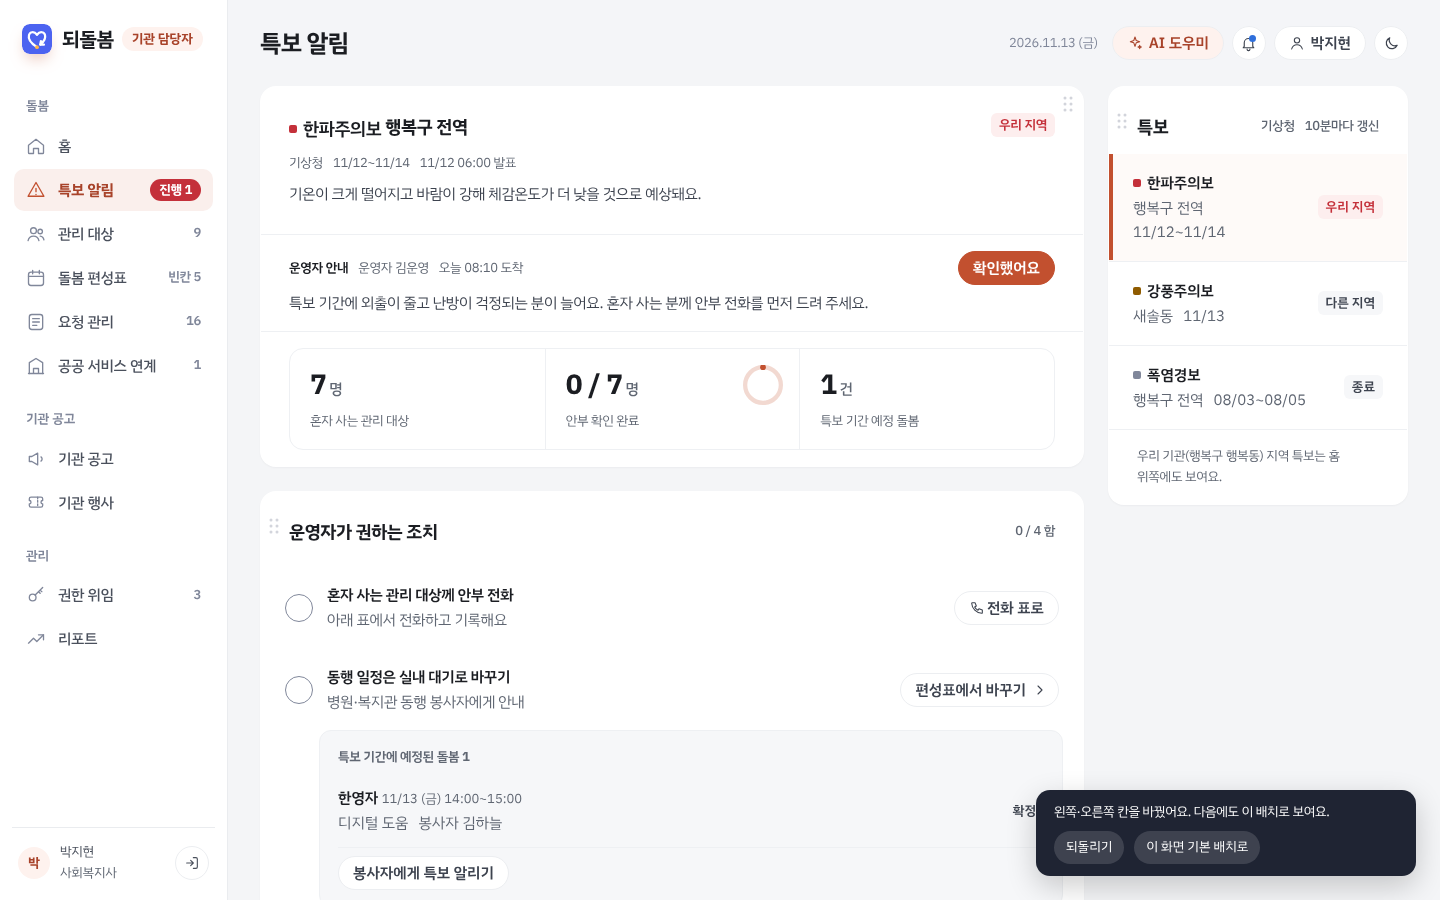 되돌봄 기관 담당자
돌봄
홈
특보 알림 진행 1
관리 대상 9
돌봄 편성표 빈칸 5
요청 관리 16
공공 서비스 연계 1
기관 공고
기관 공고
기관 행사
관리
권한 위임 3
리포트
박 박지현
사회복지사
특보 알림
2026.11.13 (금) AI 도우미 박지현
한파주의보 행복구 전역 우리 지역
기상청 11/12~11/14 11/12 06:00 발표
기온이 크게 떨어지고 바람이 강해 체감온도가 더 낮을 것으로 예상돼요.
운영자 안내 운영자 김운영 오늘 08:10 도착 확인했어요
특보 기간에 외출이 줄고 난방이 걱정되는 분이 늘어요. 혼자 사는 분께 안부 전화를 먼저 드려 주세요.
7명 0 / 7명 1건
혼자 사는 관리 대상 안부 확인 완료 특보 기간 예정 돌봄
운영자가 권하는 조치 0 / 4 함
혼자 사는 관리 대상께 안부 전화
아래 표에서 전화하고 기록해요
전화 표로
동행 일정은 실내 대기로 바꾸기
병원·복지관 동행 봉사자에게 안내
편성표에서 바꾸기
특보 기간에 예정된 돌봄 1
한영자 11/13 (금) 14:00~15:00
디지털 도움 봉사자 김하늘
확정
봉사자에게 특보 알리기
특보 기상청 10분마다 갱신
한파주의보
행복구 전역
11/12~11/14
우리 지역
강풍주의보
새솔동 11/13
다른 지역
폭염경보
행복구 전역 08/03~08/05
종료
우리 기관(행복구 행복동) 지역 특보는 홈
위쪽에도 보여요.
왼쪽·오른쪽 칸을 바꿨어요. 다음에도 이 배치로 보여요.
되돌리기 이 화면 기본 배치로